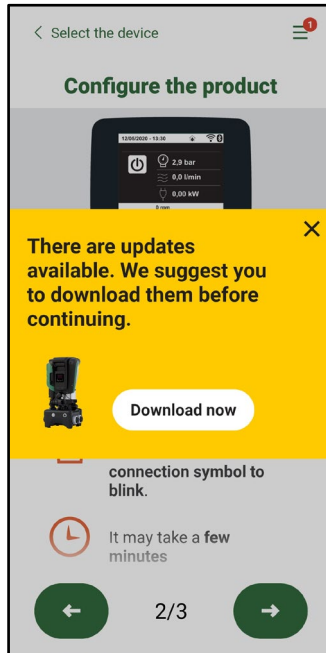 Select the device
1
Configure the product
12/08/2020 - 13:30
2,9 bar
0,0 l/min
0,00 kW
There are updates
available. We suggest you
to download them before
continuing.
Download now
connection symbol to
blink.
It may take a few
minutes
2/3